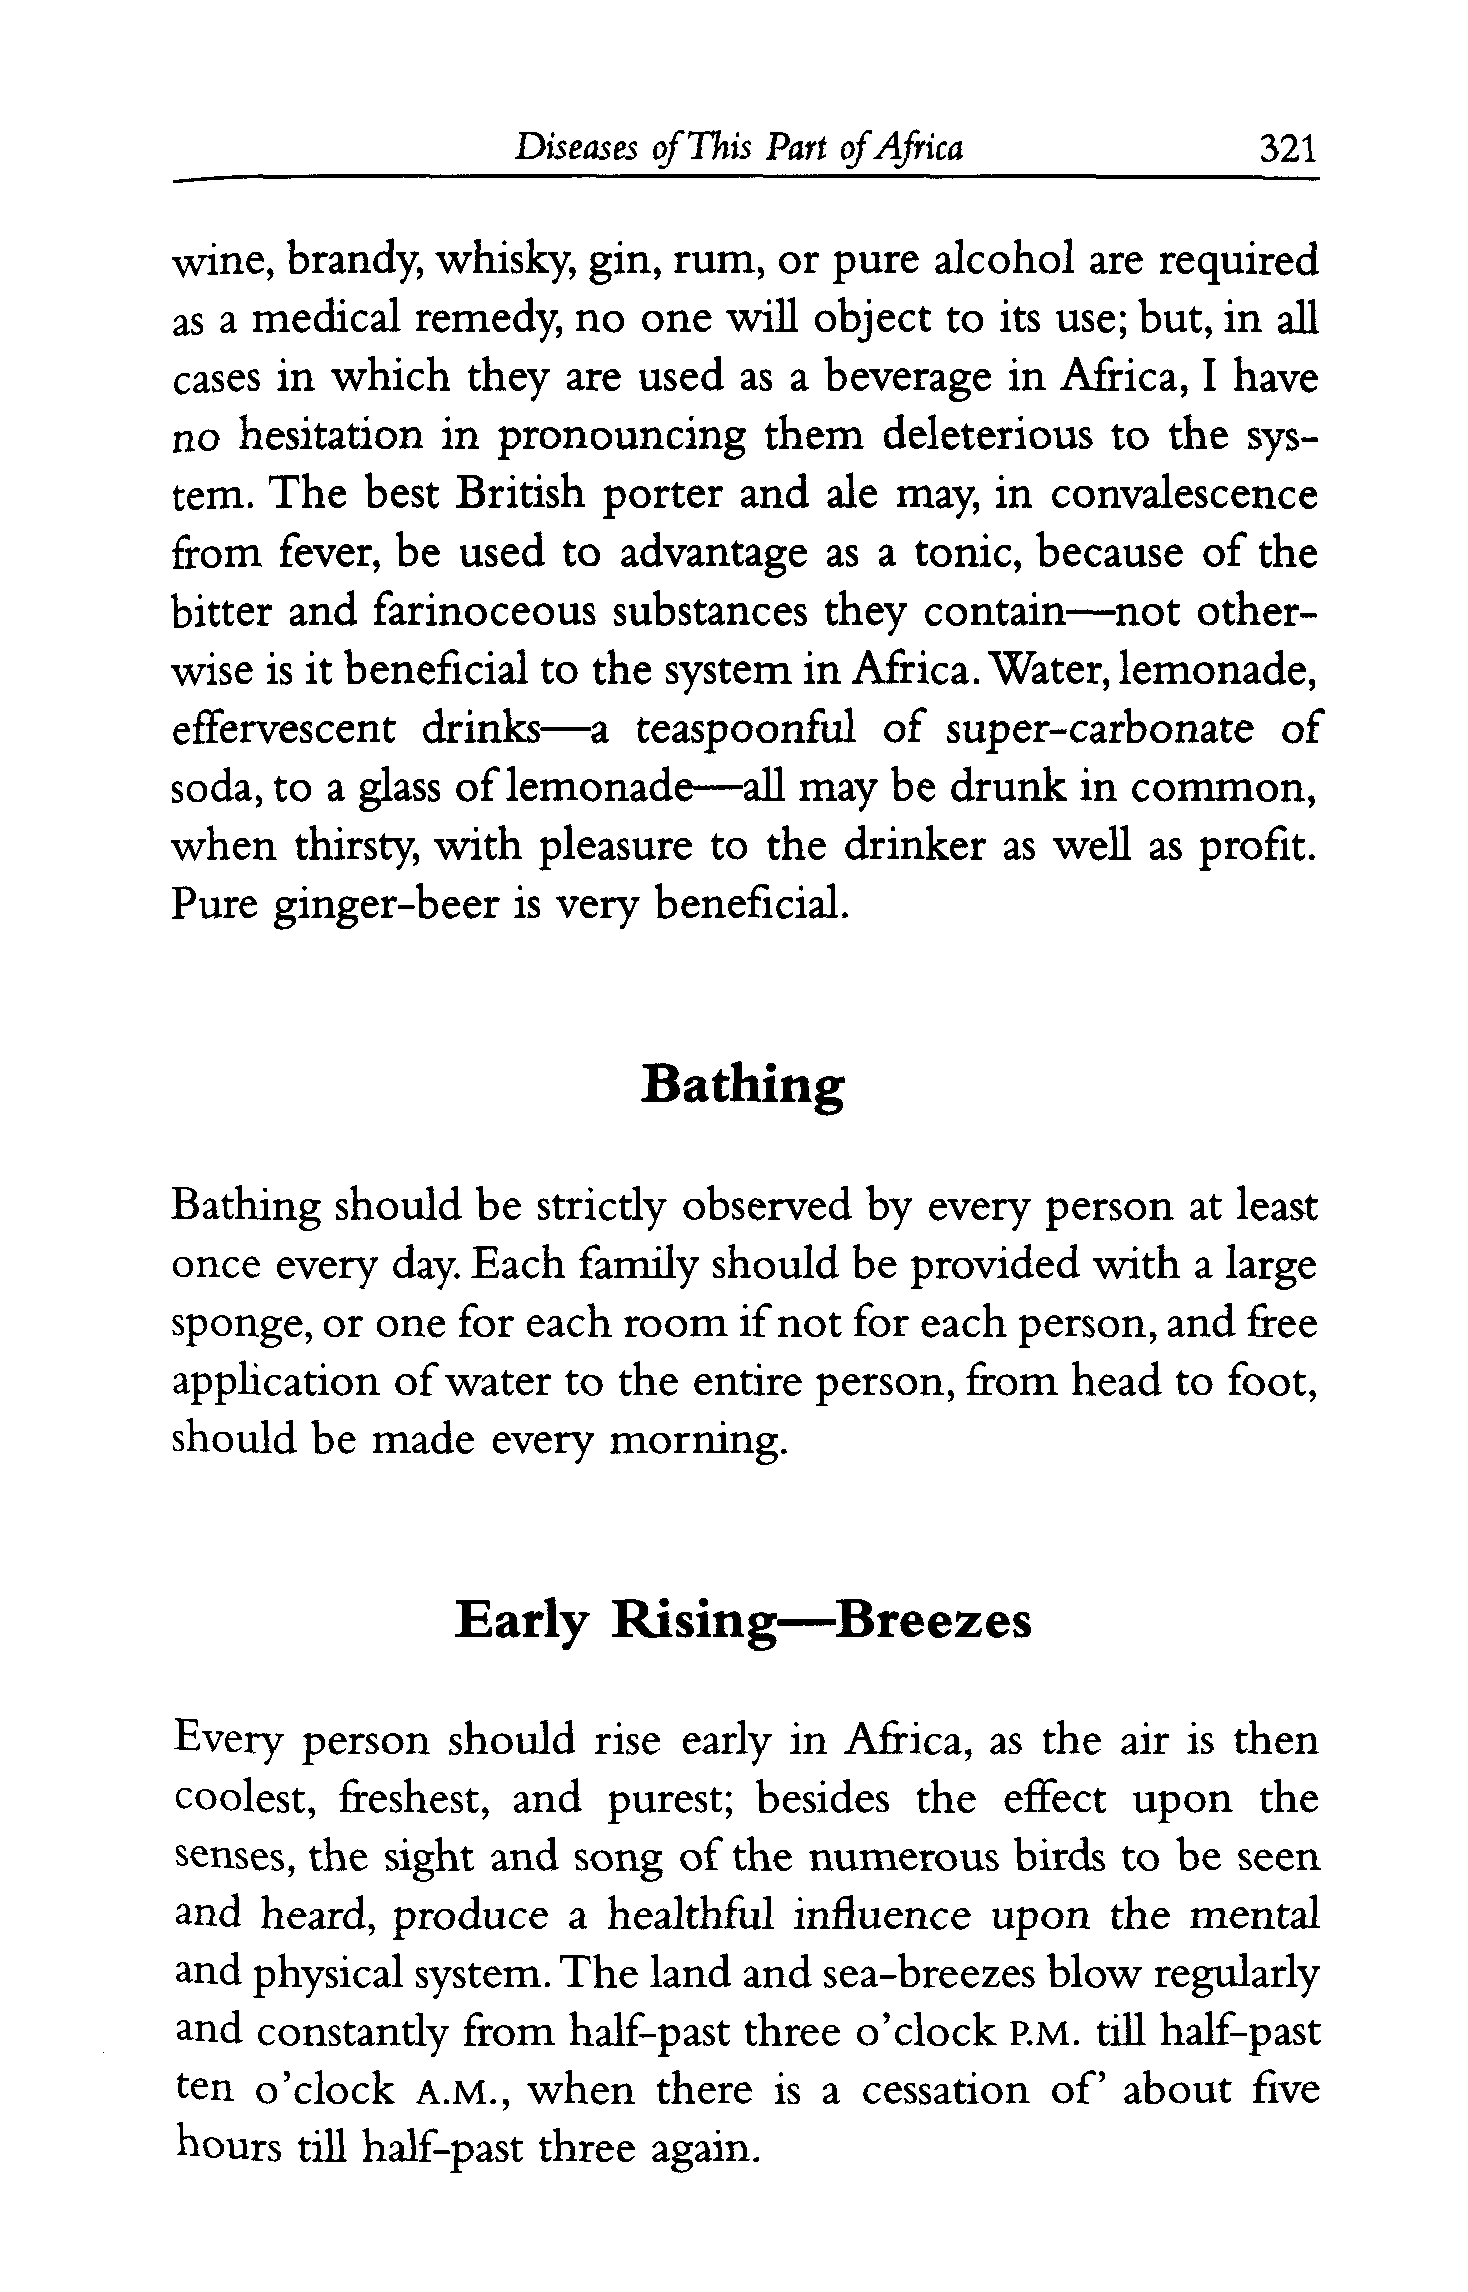 Diseases of This Part of Africa 321
wine, brandy, whisky, gin, rum, or pure alcohol are required
as a medical remedy, no one will object to its use; but, in all
cases in which they are used as a beverage in Africa, I have
no hesitation in pronouncing them deleterious to the sys-
tem. The best British porter and ale may, in convalescence
from fever, be used to advantage as a tonic, because of the
bitter and farinoceous substances they contain—not other-
wise is it beneficial to the system in Africa. Water, lemonade,
effervescent drinks—a teaspoonful of super-carbonate of
soda, to a glass of lemonade—all may be drunk in common,
when thirsty, with pleasure to the drinker as well as profit.
Pure ginger-beer is very beneficial.
Bathing
Bathing should be strictly observed by every person at least
once every day. Each family should be provided with a large
sponge, or one for each room if not for each person, and free
application of water to the entire person, from head to foot,
should be made every morning.
Early Rising—Breezes
Every person should rise early in Africa, as the air is then
coolest, freshest, and purest; besides the effect upon the
senses, the sight and song of the numerous birds to be seen
and heard, produce a healthful influence upon the mental
and physical system. The land and sea-breezes blow regularly
and constantly from half-past three o'clock P.M. till half-past
ten o'clock A.M., when there is a cessation of' about five
hours till half-past three again.